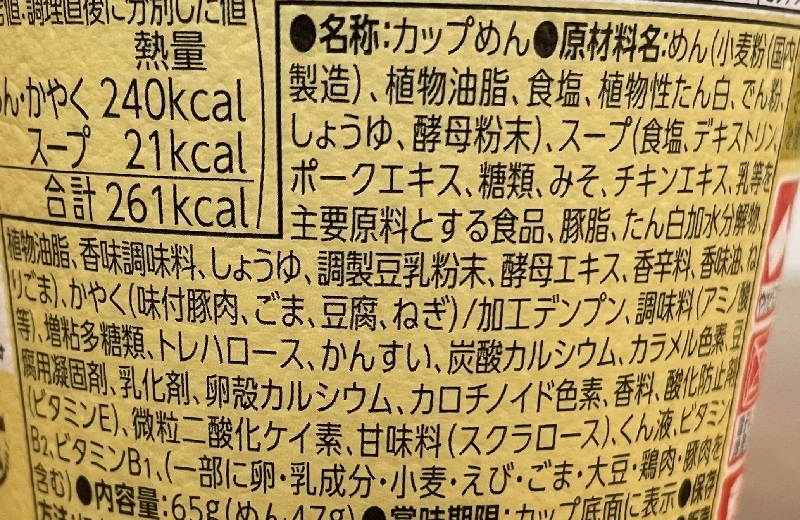 値:調理直後に分別した値
熱量
めん・かやく 240kcal
スープ 21kcal
合計 261kcal
●名称:カップめん●原材料名:めん(小麦粉(国内
製造)、植物油脂、食塩、植物性たん白、でん粉、
しょうゆ、酵母粉末)、スープ(食塩、デキストリン、
ポークエキス、糖類、みそ、チキンエキス、乳等を
主要原料とする食品、豚脂、たん白加水分解物、
植物油脂、香味調味料、しょうゆ、調製豆乳粉末、酵母エキス、香辛料、香味油、ね
りごま)、かやく(味付豚肉、ごま、豆腐、ねぎ)/加工デンプン、調味料(アミノ酸
等)、増粘多糖類、トレハロース、かんすい、炭酸カルシウム、カラメル色素、豆
腐用凝固剤、乳化剤、卵殻カルシウム、カロチノイド色素、香料、酸化防止剤
(ビタミンE)、微粒二酸化ケイ素、甘味料(スクラロース)、くん液、ビタミン
B2、ビタミンB1、(一部に卵・乳成分・小麦・えび・ごま・大豆・鶏肉・豚肉を
含む)●内容量:65g(めん47g)●賞味期限:カップ底面に表示●保存
方法: